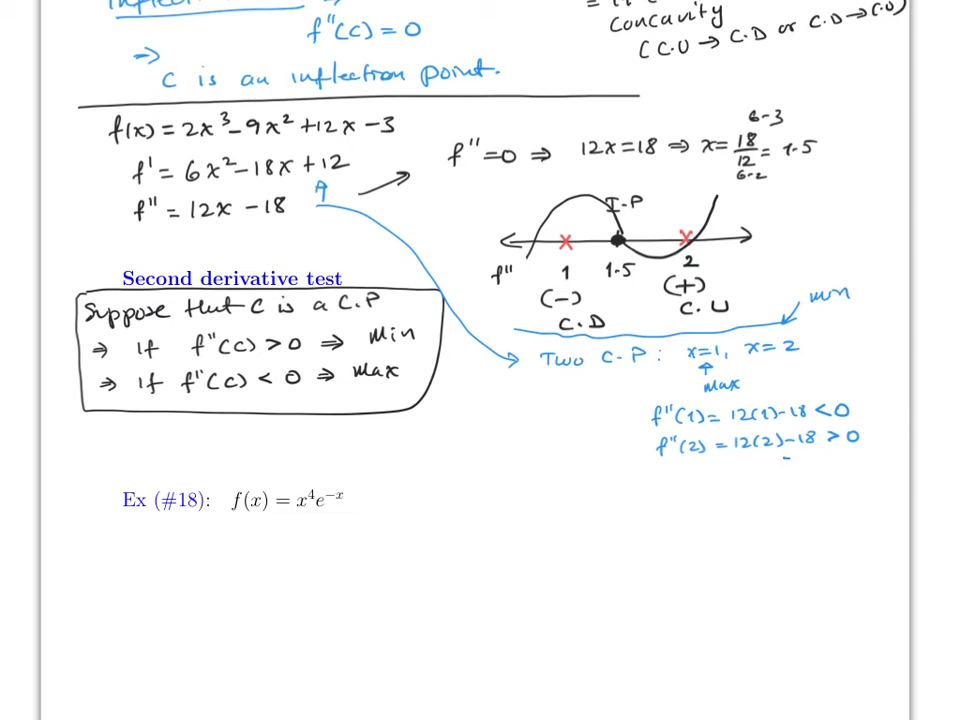 f''(c) = 0
= 
Concavity
(C.U → C.D or C.D → C.U)
⇒
C is an inflection point.
f(x) = 2x³ - 9x² + 12x - 3
f' = 6x² - 18x + 12
f'' = 12x - 18
f'' = 0 ⇒ 12x = 18 ⇒ x = 18/12 = 1.5
6-3
6-2
I.P
f'' 1 1.5 2
(-) (+)
C.D C.U
min
Second derivative test
Suppose that C is a C.P
⇒ If f''(c) > 0 ⇒ Min
⇒ If f''(c) < 0 ⇒ Max
Two C.P : x=1, x=2
Max
f''(1) = 12(1)-18 < 0
f''(2) = 12(2)-18 > 0
Ex (#18): f(x) = x⁴e⁻ˣ